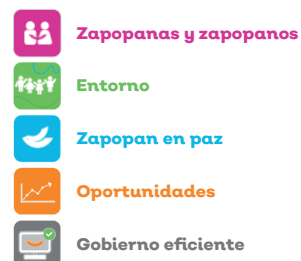 Zapopanas y zapopanos
Entorno
Zapopan en paz
Oportunidades
Gobierno eficiente